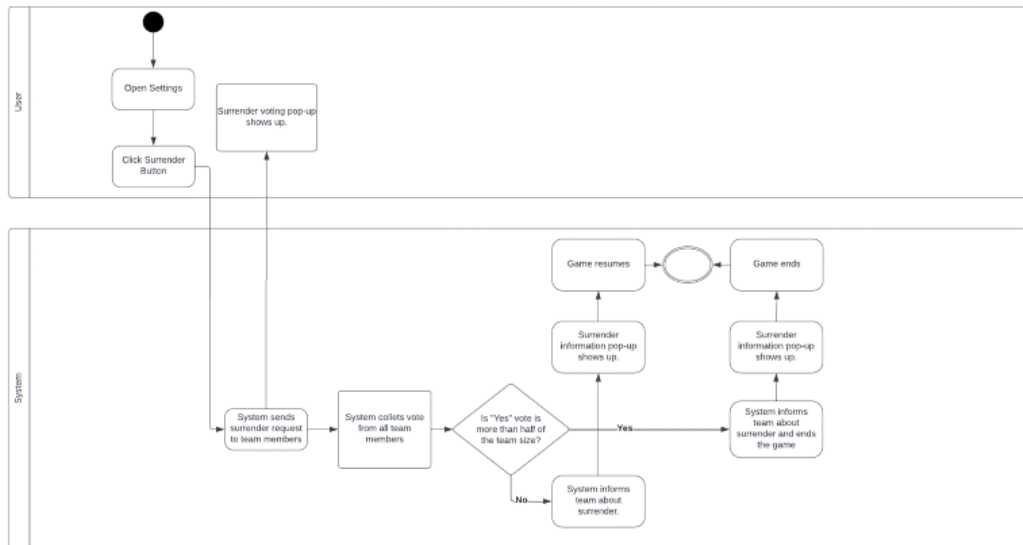 User
Open Settings
Click Surrender
Button
Surrender voting pop-up
shows up.
System
System sends
surrender request
to team members
System collets vote
from all team
members
Is "Yes" vote is
more than half of
the team size?
Yes
No
System informs
team about
surrender.
Surrender
information pop-up
shows up.
Game resumes
System informs
team about
surrender and ends
the game
Surrender
information pop-up
shows up.
Game ends